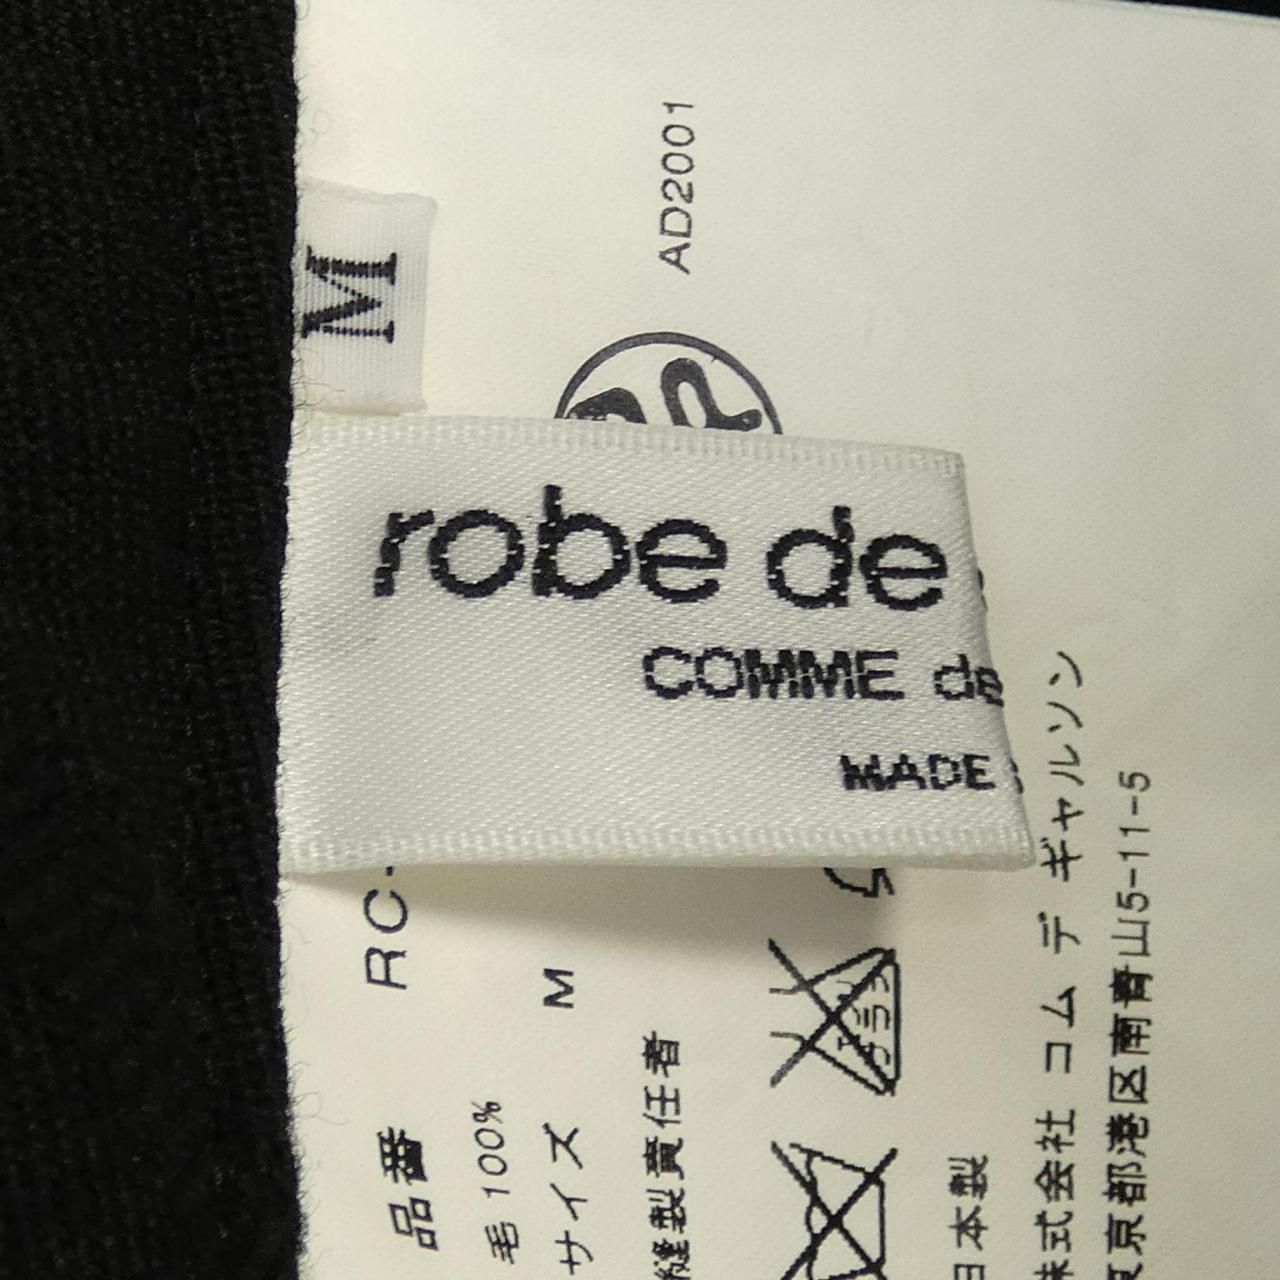 M
AD2001
robe de
COMME de
MADE
品番 RC-
毛 100%
サイズ M
縫製責任者
日本製
株式会社 コム デ ギャルソン
東京都港区南青山5-11-5